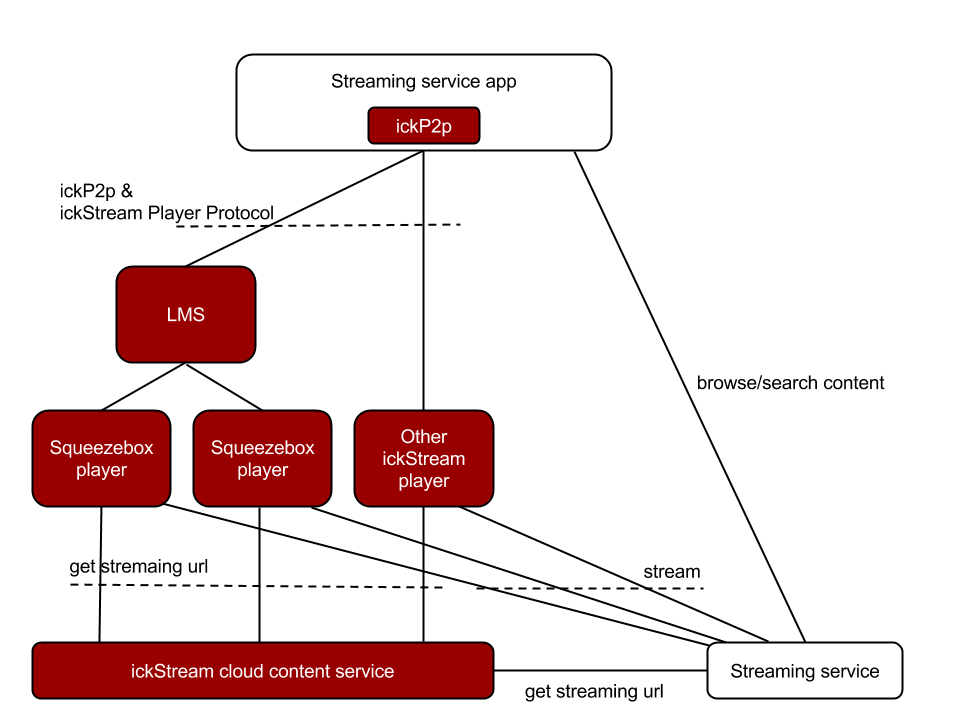 Streaming service app
ickP2p
ickP2p &
ickStream Player Protocol
LMS
browse/search content
Squeezebox
player
Squeezebox
player
Other
ickStream
player
get stremaing url
stream
ickStream cloud content service
Streaming service
get streaming url